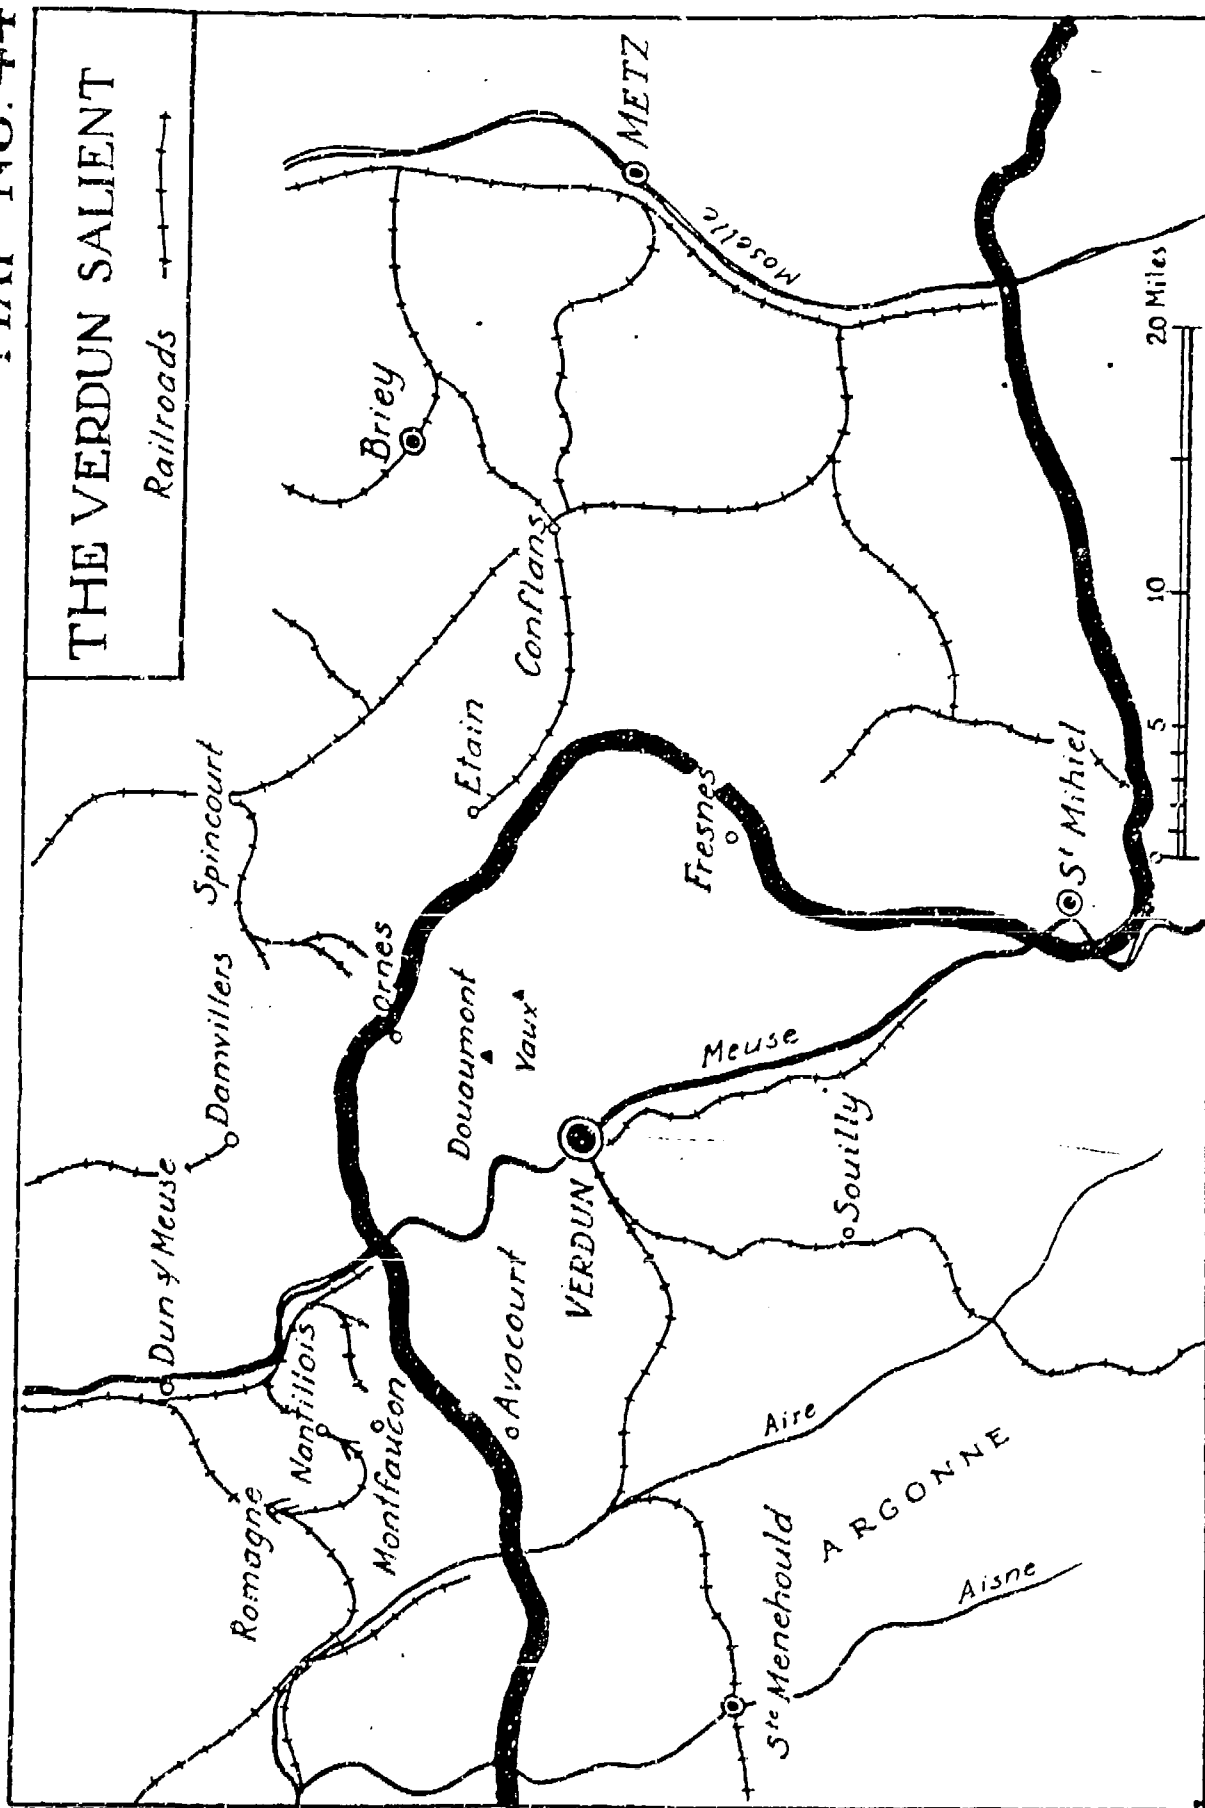 THE VERDUN SALIENT
Railroads
METZ
Moselle
Briey
Conflans
Etain
Spincourt
Damvillers
Dun s/ Meuse
Ornes
Douaumont
Vaux
Fresnes
St Mihiel
Meuse
VERDUN
Souilly
Avocourt
Nantillois
Montfaucon
Romagne
Aire
ARGONNE
Aisne
Ste Menehould
0 5 10 20 Miles